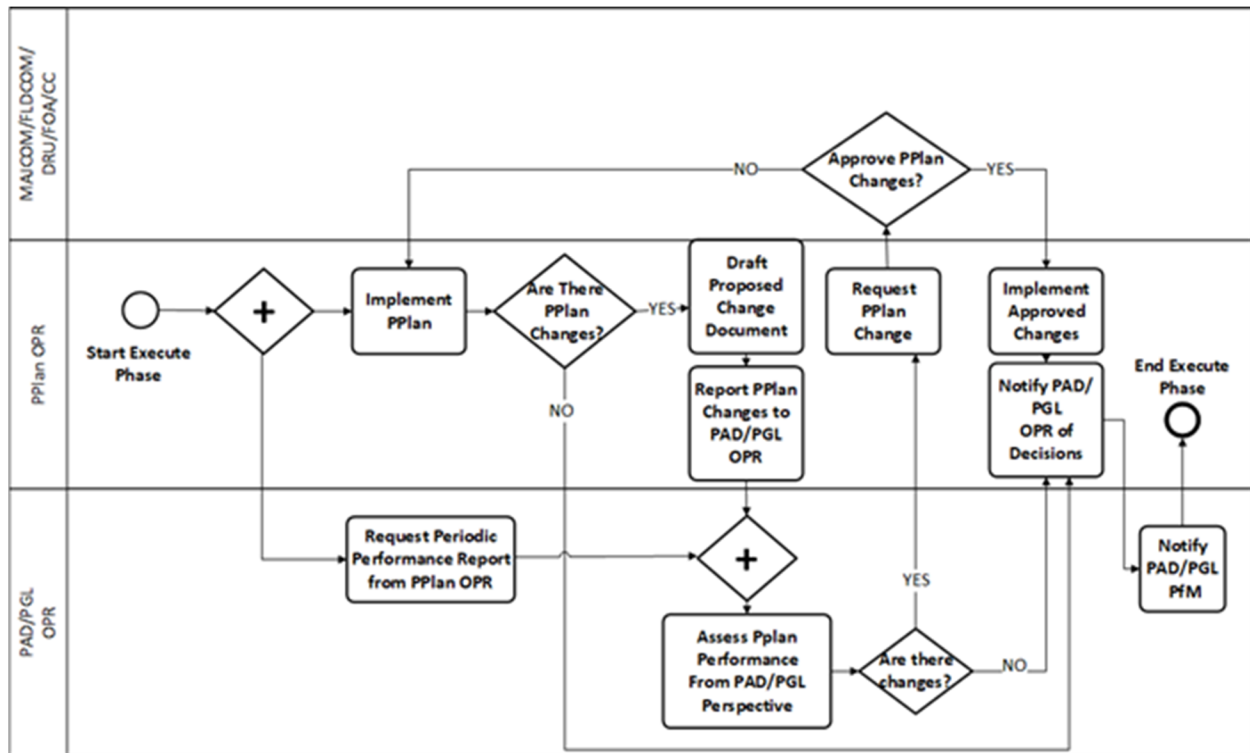 MAJCOM/FLDCOM/
DRU/FOA/CC
Approve PPlan
Changes?
NO
YES
PPlan OPR
Start Execute
Phase
+
Implement
PPlan
Are There
PPlan
Changes?
YES
NO
Draft
Proposed
Change
Document
Report PPlan
Changes to
PAD/PGL
OPR
Request
PPlan
Change
Implement
Approved
Changes
Notify PAD/
PGL
OPR of
Decisions
End Execute
Phase
PAD/PGL
OPR
Request Periodic
Performance Report
from PPlan OPR
+
Assess Pplan
Performance
From PAD/PGL
Perspective
Are there
changes?
YES
NO
Notify
PAD/PGL
PfM